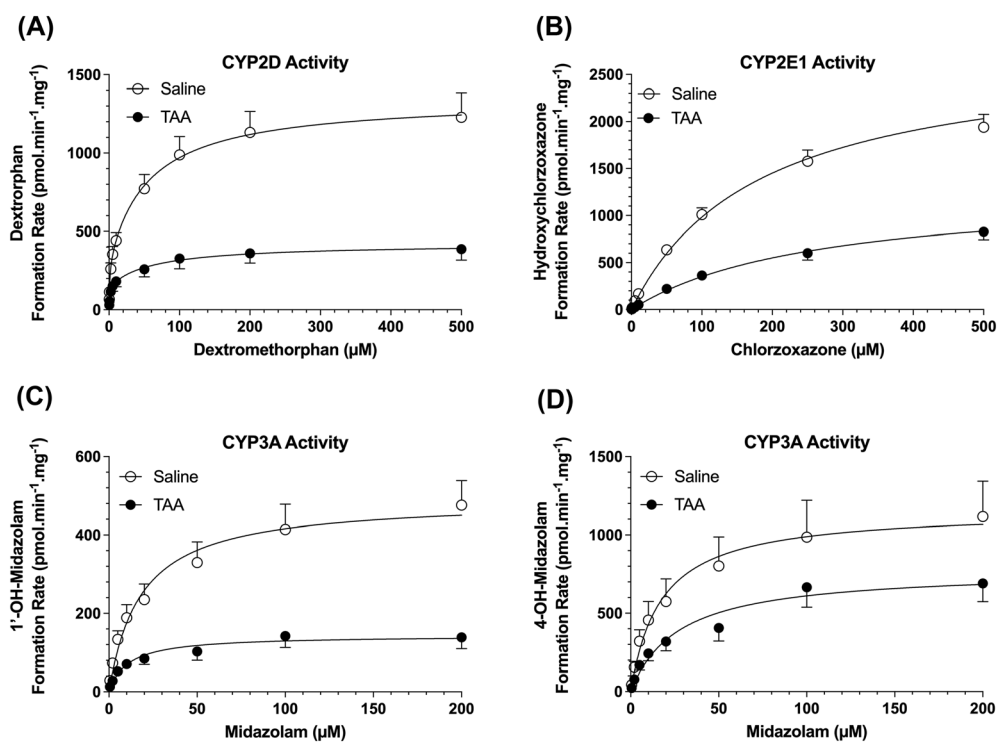 (A)
CYP2D Activity
Saline
TAA
Dextrorphan
Formation Rate (pmol.min⁻¹.mg⁻¹)
1500
1200
900
600
300
0
0 100 200 300 400 500
Dextromethorphan (µM)
(B)
CYP2E1 Activity
Saline
TAA
Hydroxychlorzoxazone
Formation Rate (pmol.min⁻¹.mg⁻¹)
2500
2000
1500
1000
500
0
0 100 200 300 400 500
Chlorzoxazone (µM)
(C)
CYP3A Activity
Saline
TAA
1'-OH-Midazolam
Formation Rate (pmol.min⁻¹.mg⁻¹)
600
400
200
0
0 50 100 150 200
Midazolam (µM)
(D)
CYP3A Activity
Saline
TAA
4-OH-Midazolam
Formation Rate (pmol.min⁻¹.mg⁻¹)
1500
1000
500
0
0 50 100 150 200
Midazolam (µM)